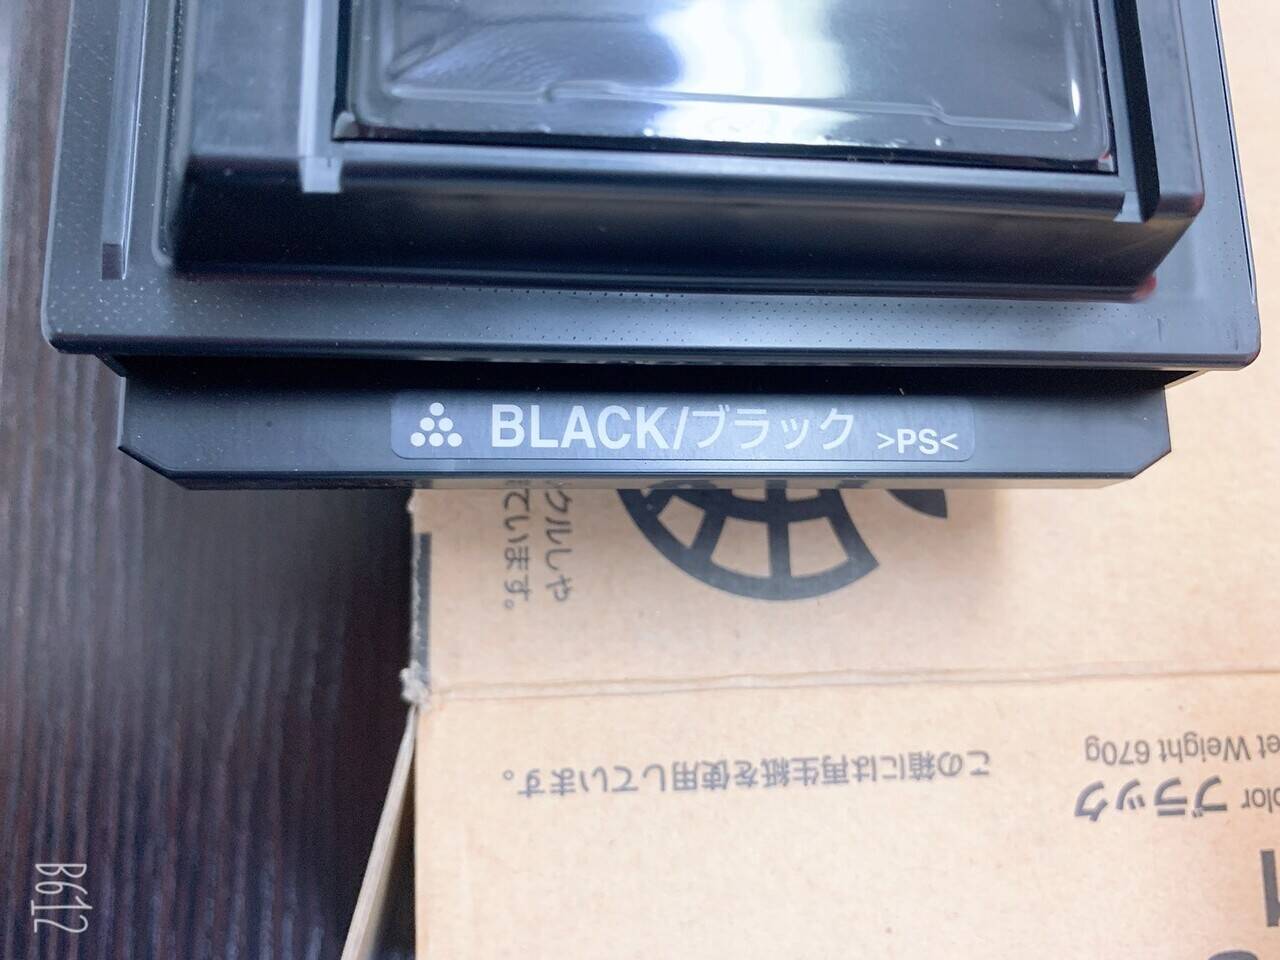 BLACK/ブラック >PS<
クルしや
ています。
この箱には再生紙を使用しています。
et Weight 670g
olor ブラック
B612